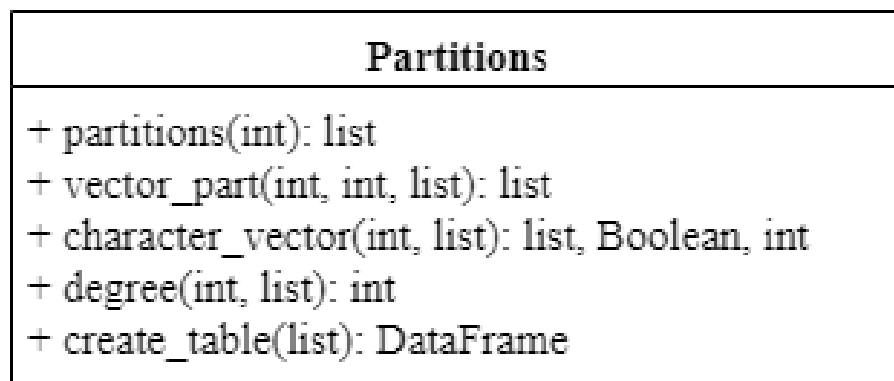 Partitions
+ partitions(int): list
+ vector_part(int, int, list): list
+ character_vector(int, list): list, Boolean, int
+ degree(int, list): int
+ create_table(list): DataFrame